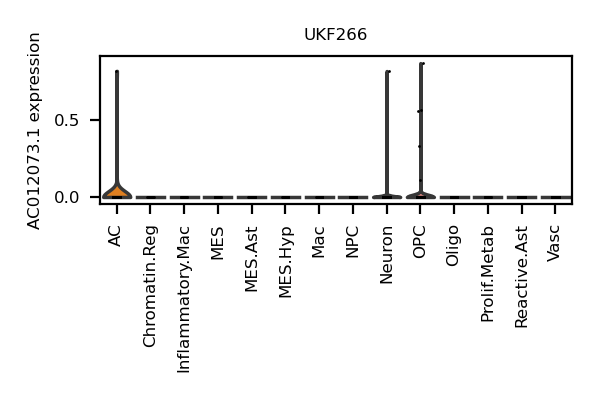 UKF266
AC012073.1 expression
0.5
0.0
AC
Chromatin.Reg
Inflammatory.Mac
MES
MES.Ast
MES.Hyp
Mac
NPC
Neuron
OPC
Oligo
Prolif.Metab
Reactive.Ast
Vasc